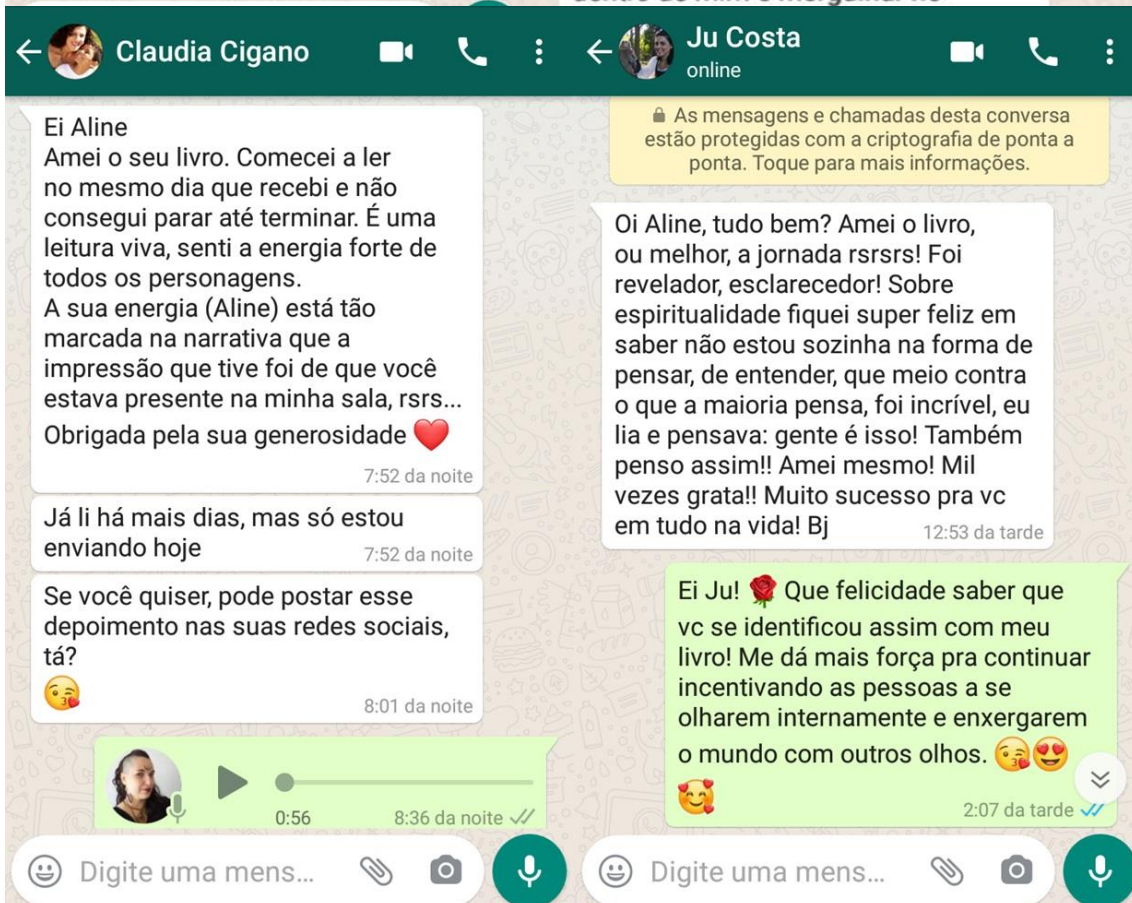 Claudia Cigano
Ei Aline
Amei o seu livro. Comecei a ler
no mesmo dia que recebi e não
consegui parar até terminar. É uma
leitura viva, senti a energia forte de
todos os personagens.
A sua energia (Aline) está tão
marcada na narrativa que a
impressão que tive foi de que você
estava presente na minha sala, rsrs...
Obrigada pela sua generosidade ❤️
7:52 da noite
Já li há mais dias, mas só estou
enviando hoje
7:52 da noite
Se você quiser, pode postar esse
depoimento nas suas redes sociais,
tá?
😘
8:01 da noite
0:56
8:36 da noite
Digite uma mens...
Ju Costa
online
As mensagens e chamadas desta conversa
estão protegidas com a criptografia de ponta a
ponta. Toque para mais informações.
Oi Aline, tudo bem? Amei o livro,
ou melhor, a jornada rsrsrs! Foi
revelador, esclarecedor! Sobre
espiritualidade fiquei super feliz em
saber não estou sozinha na forma de
pensar, de entender, que meio contra
o que a maioria pensa, foi incrível, eu
lia e pensava: gente é isso! Também
penso assim!! Amei mesmo! Mil
vezes grata!! Muito sucesso pra vc
em tudo na vida! Bj
12:53 da tarde
Ei Ju! 🌹 Que felicidade saber que
vc se identificou assim com meu
livro! Me dá mais força pra continuar
incentivando as pessoas a se
olharem internamente e enxergarem
o mundo com outros olhos. 😘😍
🥰
2:07 da tarde
Digite uma mens...